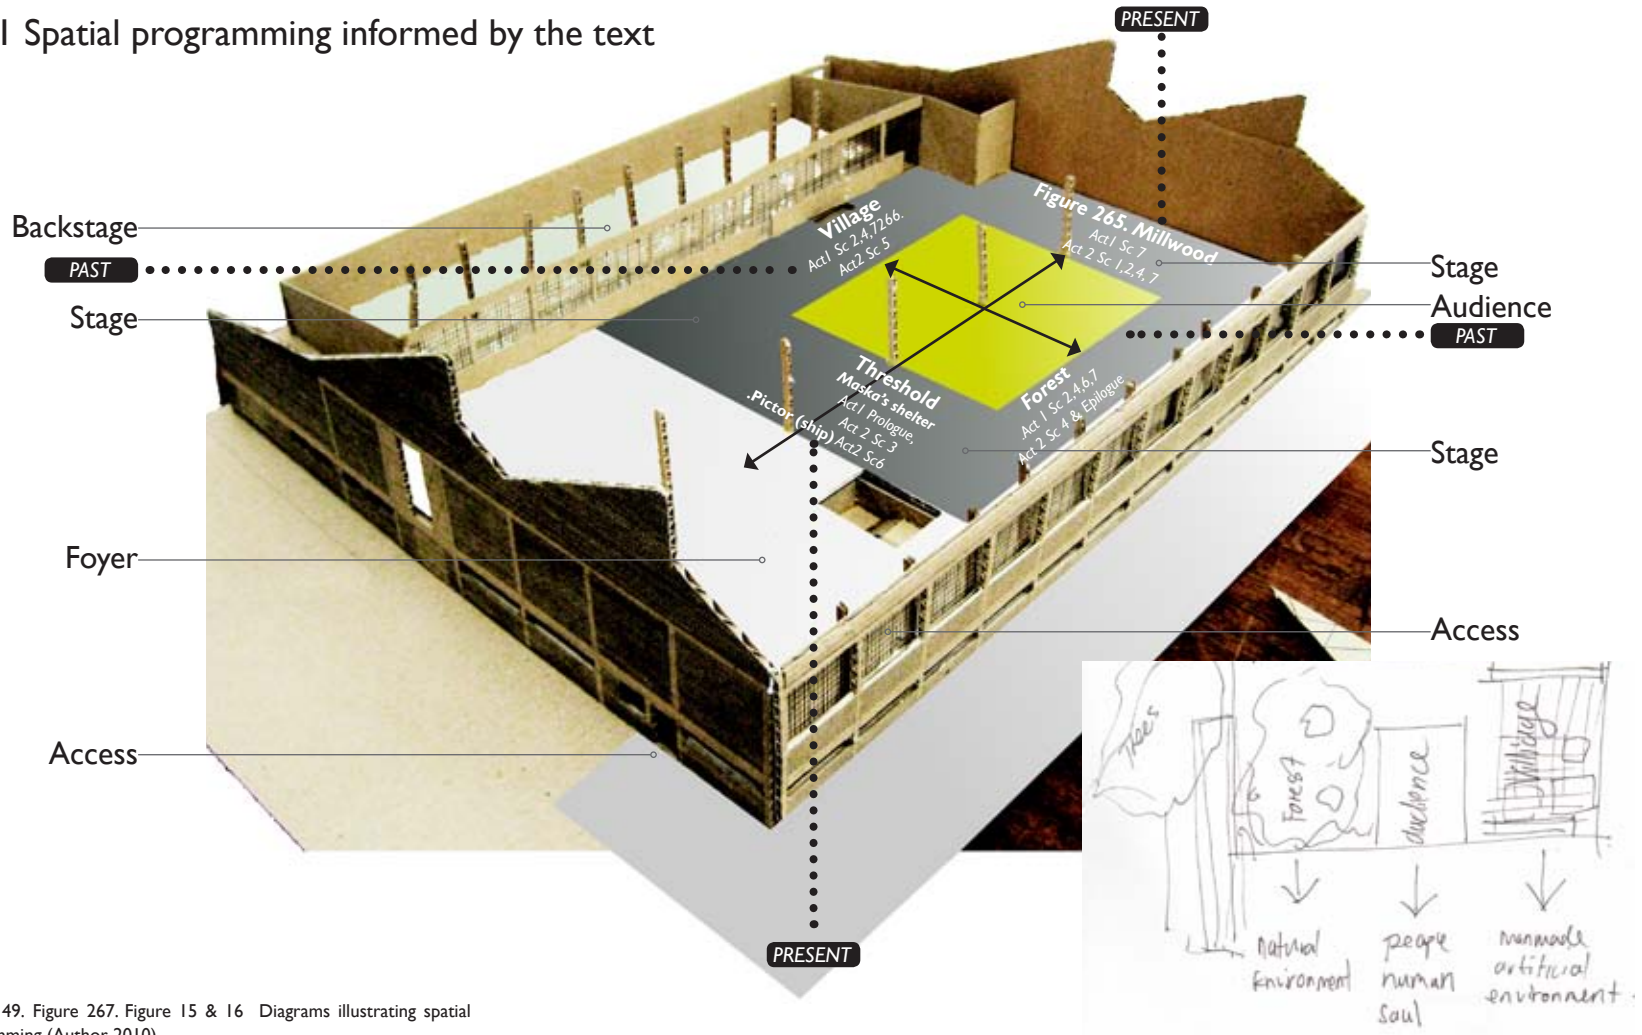 1 Spatial programming informed by the text
PRESENT
Backstage
PAST
Stage
Foyer
Access
Village
Act1 Sc 2,4,7266.
Act2 Sc 5
Figure 265. Millwood
Act1 Sc 7
Act 2 Sc 1,2,4, 7
Threshold
Maska's shelter
Act1 Prologue,
Act 2 Sc 3
.Pictor (ship) Act2 Sc6
Forest
.Act 1 Sc 2,4,6,7
Act 2 Sc 4 & Epilogue
Stage
Audience
PAST
Stage
Access
PRESENT
Trees
Forest
audience
village
natural
environment
people
human
soul
manmade
artificial
environment
49. Figure 267. Figure 15 & 16 Diagrams illustrating spatial
mming (Author 2010)